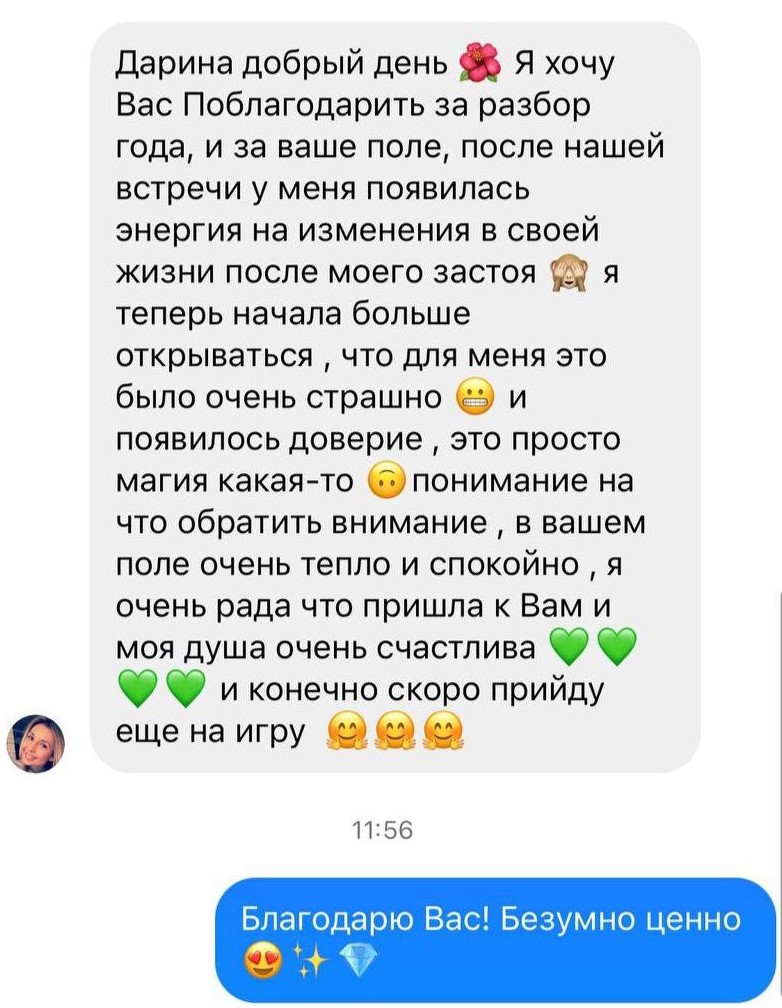 Дарина добрый день 🌺 Я хочу
Вас Поблагодарить за разбор
года, и за ваше поле, после нашей
встречи у меня появилась
энергия на изменения в своей
жизни после моего застоя 🙈 я
теперь начала больше
открываться , что для меня это
было очень страшно 😬 и
появилось доверие , это просто
магия какая-то 🙃понимание на
что обратить внимание , в вашем
поле очень тепло и спокойно , я
очень рада что пришла к Вам и
моя душа очень счастлива 💚💚
💚💚 и конечно скоро прийду
еще на игру 🤗🤗🤗
11:56
Благодарю Вас! Безумно ценно
😍✨💎